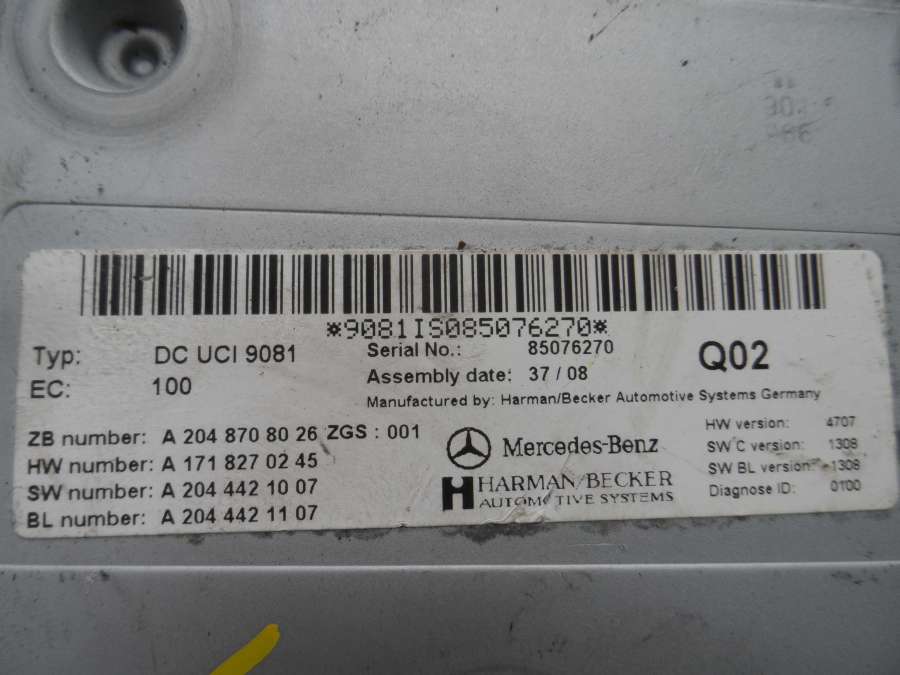 *9081IS085076270*
Typ: DC UCI 9081
EC: 100
Serial No.: 85076270
Assembly date: 37 / 08
Q02
Manufactured by: Harman/Becker Automotive Systems Germany
ZB number: A 204 870 80 26 ZGS : 001
HW number: A 171 827 02 45
SW number: A 204 442 10 07
BL number: A 204 442 11 07
Mercedes-Benz
HARMAN/BECKER
AUTOMOTIVE SYSTEMS
HW version: 4707
SW C version: 1308
SW BL version: 1308
Diagnose ID: 0100